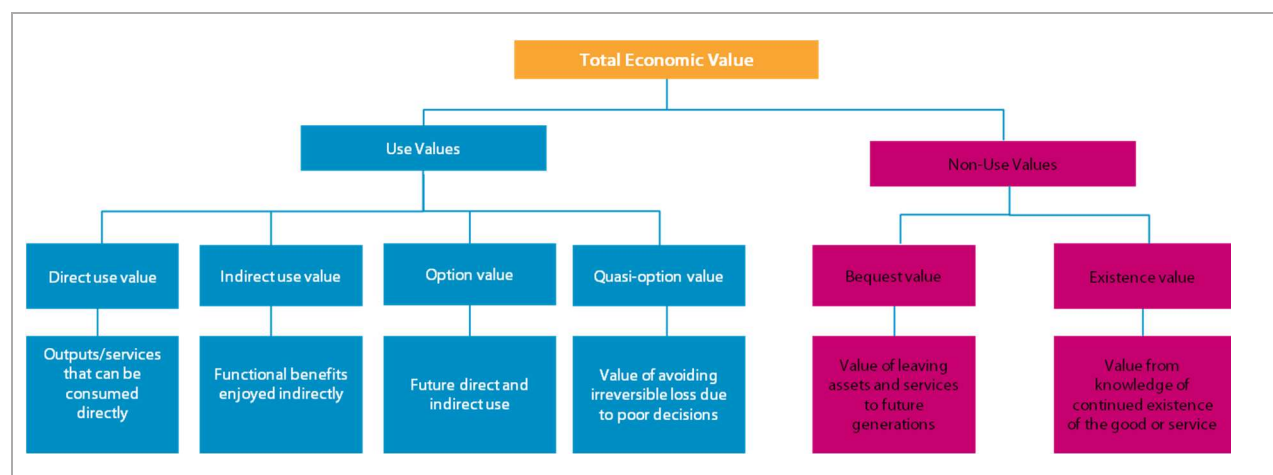 Total Economic Value
Use Values
Non-Use Values
Direct use value
Indirect use value
Option value
Quasi-option value
Bequest value
Existence value
Outputs/services
that can be
consumed
directly
Functional benefits
enjoyed indirectly
Future direct and
indirect use
Value of avoiding
irreversible loss due
to poor decisions
Value of leaving
assets and services
to future
generations
Value from
knowledge of
continued existence
of the good or service